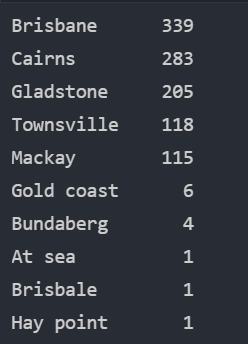 Brisbane 339
Cairns 283
Gladstone 205
Townsville 118
Mackay 115
Gold coast 6
Bundaberg 4
At sea 1
Brisbale 1
Hay point 1